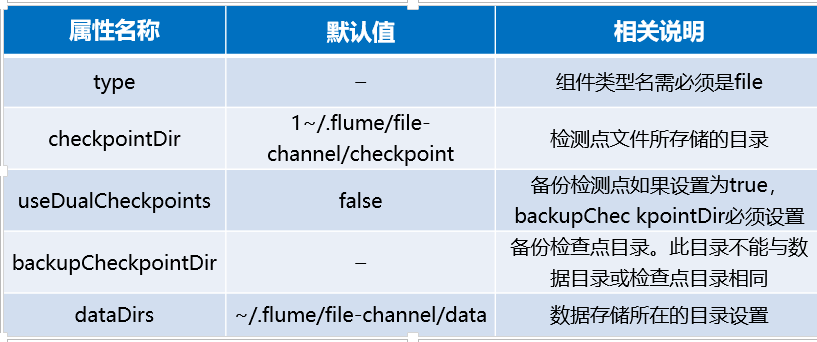 属性名称 默认值 相关说明
type – 组件类型名需必须是file
checkpointDir
1~/.flume/file-
channel/checkpoint
检测点文件所存储的目录
useDualCheckpoints false
备份检测点如果设置为true，
backupChec kpointDir必须设置
backupCheckpointDir –
备份检查点目录。此目录不能与数
据目录或检查点目录相同
dataDirs ~/.flume/file-channel/data 数据存储所在的目录设置